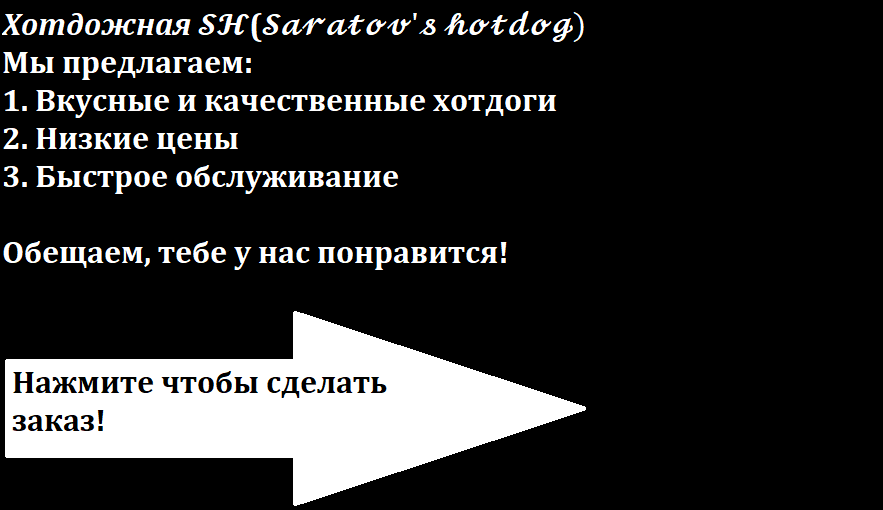 Хотдожная SH(Saratov's hotdog)
Мы предлагаем:
1. Вкусные и качественные хотдоги
2. Низкие цены
3. Быстрое обслуживание
Обещаем, тебе у нас понравится!
Нажмите чтобы сделать
заказ!